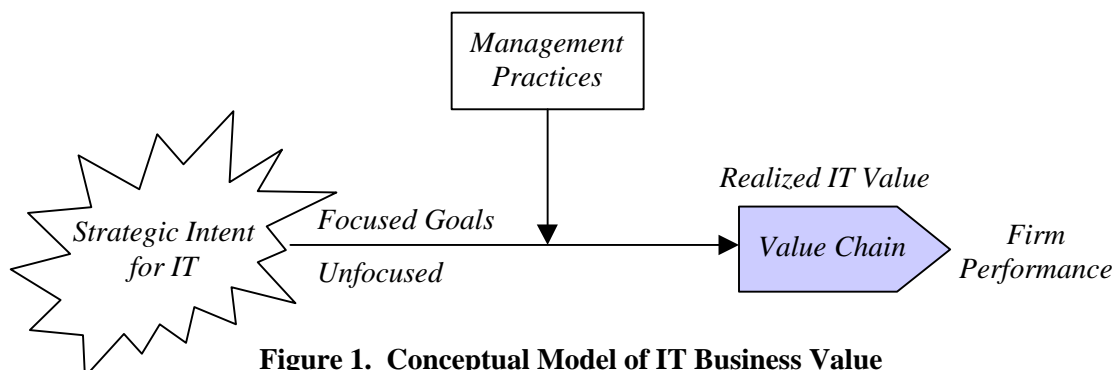 Management
Practices
Realized IT Value
Focused Goals
Strategic Intent
for IT
Unfocused
Value Chain
Firm
Performance
Figure 1. Conceptual Model of IT Business Value